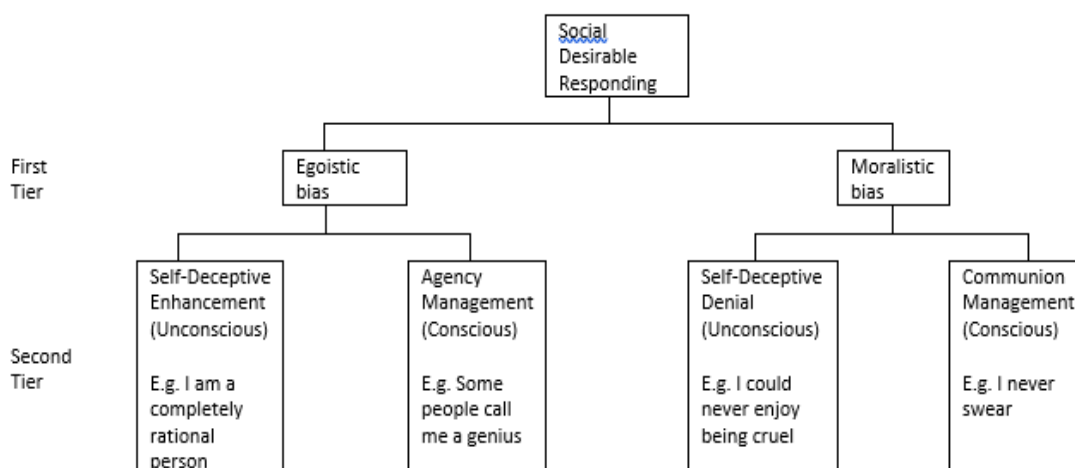 Social
Desirable
Responding
First
Tier
Egoistic
bias
Moralistic
bias
Second
Tier
Self-Deceptive
Enhancement
(Unconscious)
E.g. I am a
completely
rational
person
Agency
Management
(Conscious)
E.g. Some
people call
me a genius
Self-Deceptive
Denial
(Unconscious)
E.g. I could
never enjoy
being cruel
Communion
Management
(Conscious)
E.g. I never
swear